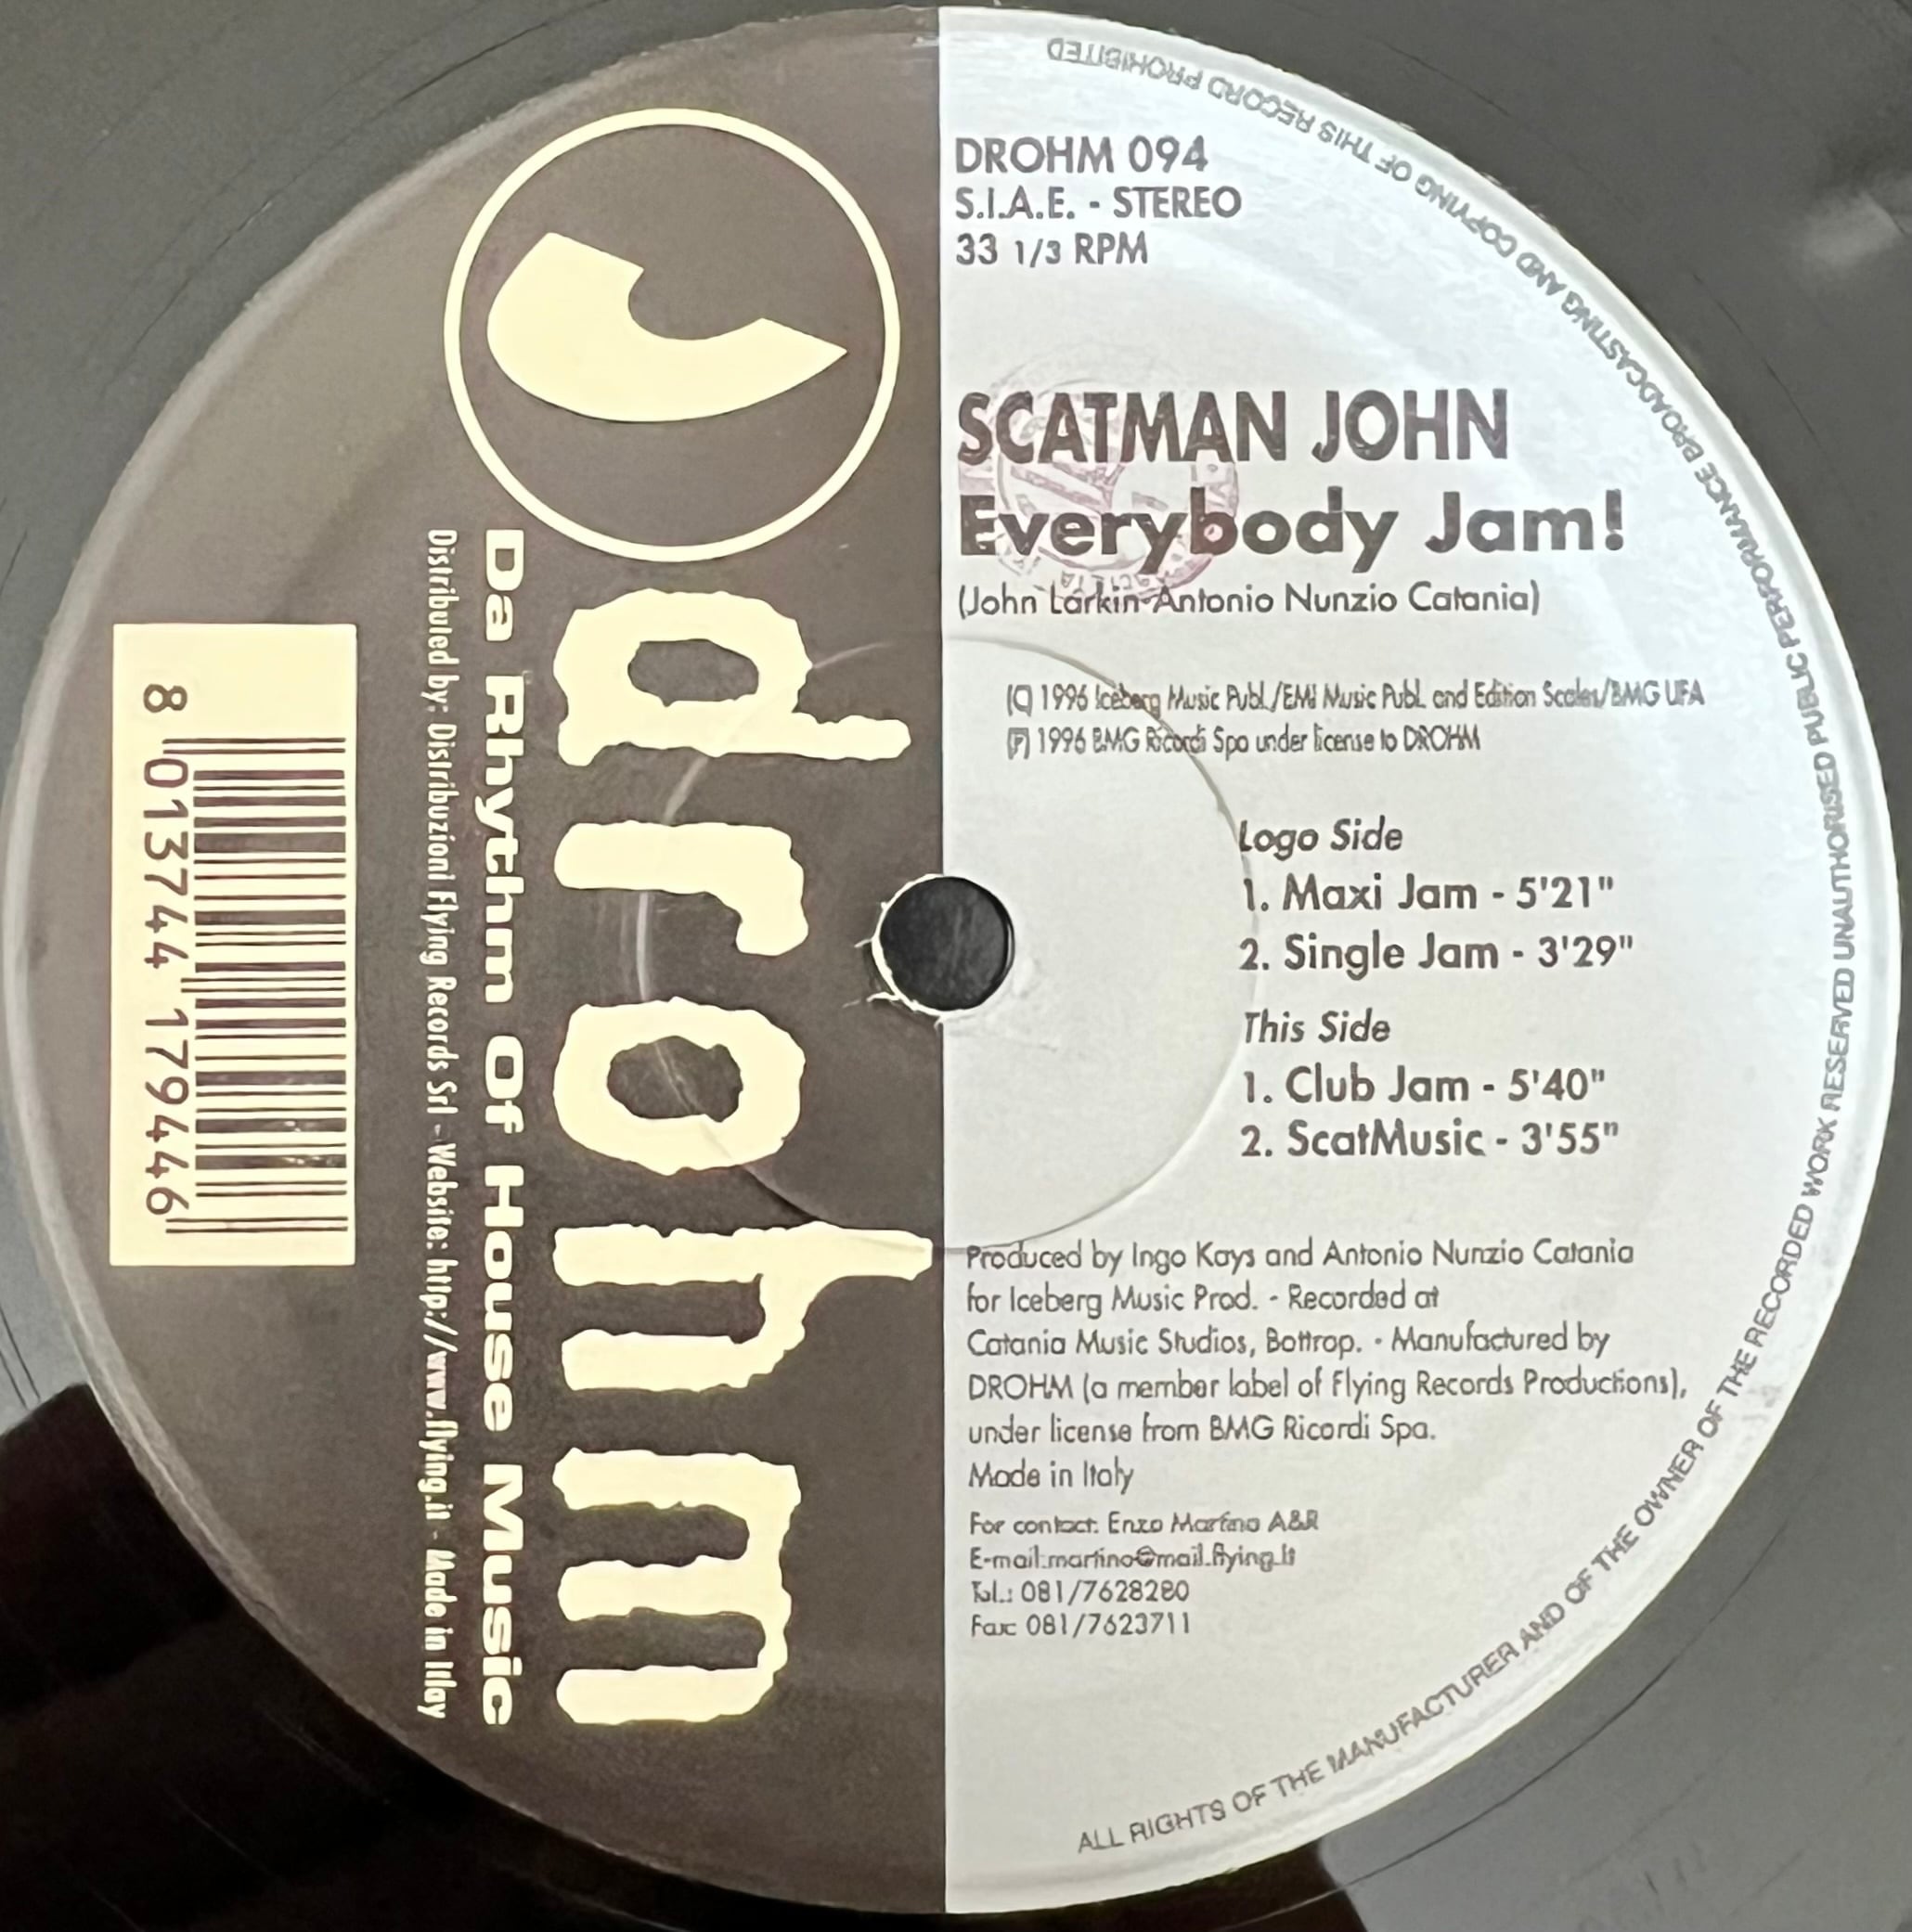 DROHM 094
S.I.A.E. - STEREO
33 1/3 RPM
SCATMAN JOHN
Everybody Jam!
(John Larkin-Antonio Nunzio Catania)
(C) 1996 Iceberg Music Publ./EMI Music Publ. and Edition Scales/BMG UFA
(P) 1996 BMG Ricordi Spa under license to DROHM
Logo Side
1. Maxi Jam - 5'21"
2. Single Jam - 3'29"
This Side
1. Club Jam - 5'40"
2. ScatMusic - 3'55"
Produced by Ingo Kays and Antonio Nunzio Catania
for Iceberg Music Prod. - Recorded at
Catania Music Studios, Bottrop. - Manufactured by
DROHM (a member label of Flying Records Productions),
under license from BMG Ricordi Spa.
Made in Italy
For contact: Enzo Martino A&R
E-mail:martino@mail.flying.it
Tel.: 081/7628280
Fax: 081/7623711
ALL RIGHTS OF THE MANUFACTURER AND OF THE OWNER OF THE RECORDED WORK RESERVED UNAUTHORISED PUBLIC PERFORMANCE BROADCASTING AND COPYING OF THIS RECORD PROHIBITED
drohm
Da Rhythm Of House Music
Distribuled by: Distribuzioni Flying Records Srl - Website: http://www.flying.it - Made in Itlay
8 013744 179446